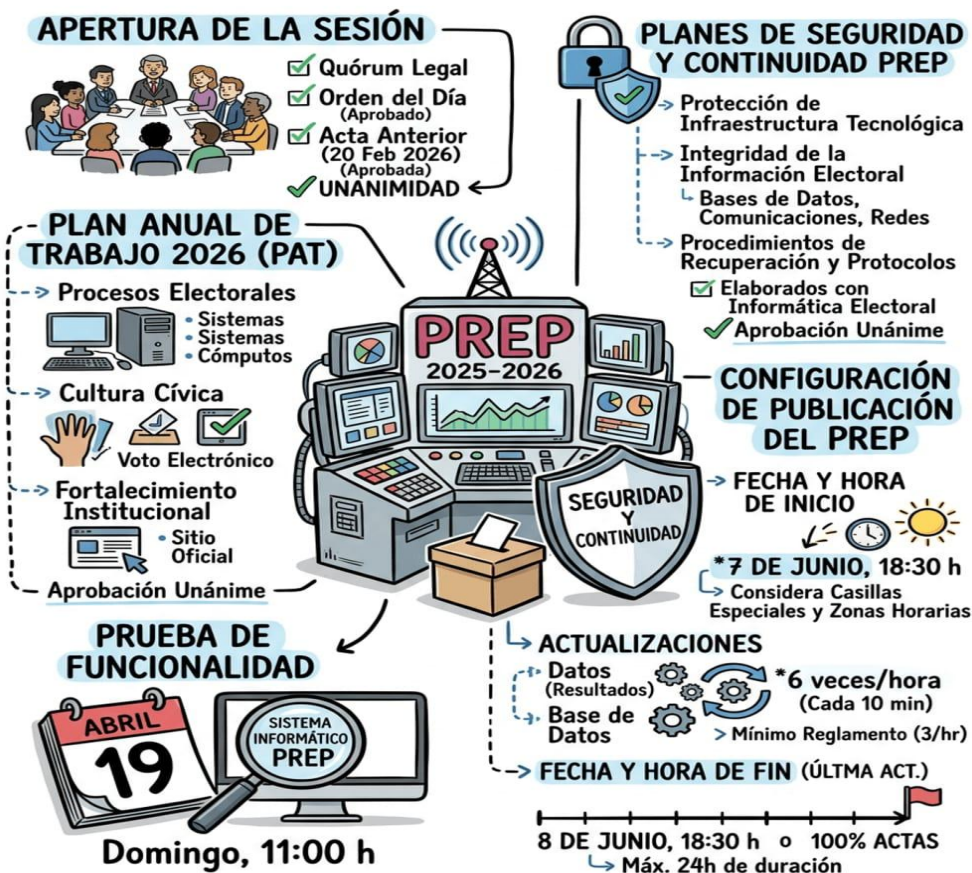 APERTURA DE LA SESIÓN
Quórum Legal
Orden del Día
(Aprobado)
Acta Anterior
(20 Feb 2026)
(Aprobada)
UNANIMIDAD
PLANES DE SEGURIDAD
Y CONTINUIDAD PREP
Protección de
Infraestructura Tecnológica
Integridad de la
Información Electoral
Bases de Datos,
Comunicaciones, Redes
Procedimientos de
Recuperación y Protocolos
Elaborados con
Informática Electoral
Aprobación Unánime
PLAN ANUAL DE
TRABAJO 2026 (PAT)
Procesos Electorales
• Sistemas
• Sistemas
• Cómputos
Cultura Cívica
Voto Electrónico
Fortalecimiento
Institucional
• Sitio
Oficial
Aprobación Unánime
PREP
2025-2026
SEGURIDAD
Y
CONTINUIDAD
CONFIGURACIÓN
DE PUBLICACIÓN
DEL PREP
FECHA Y HORA
DE INICIO
*7 DE JUNIO, 18:30 h
Considera Casillas
Especiales y Zonas Horarias
ACTUALIZACIONES
Datos
(Resultados)
Base de
Datos
*6 veces/hora
(Cada 10 min)
> Mínimo Reglamento (3/hr)
FECHA Y HORA DE FIN (ÚLTMA ACT.)
8 DE JUNIO, 18:30 h o 100% ACTAS
Máx. 24h de duración
PRUEBA DE
FUNCIONALIDAD
ABRIL
19
SISTEMA
INFORMÁTICO
PREP
Domingo, 11:00 h